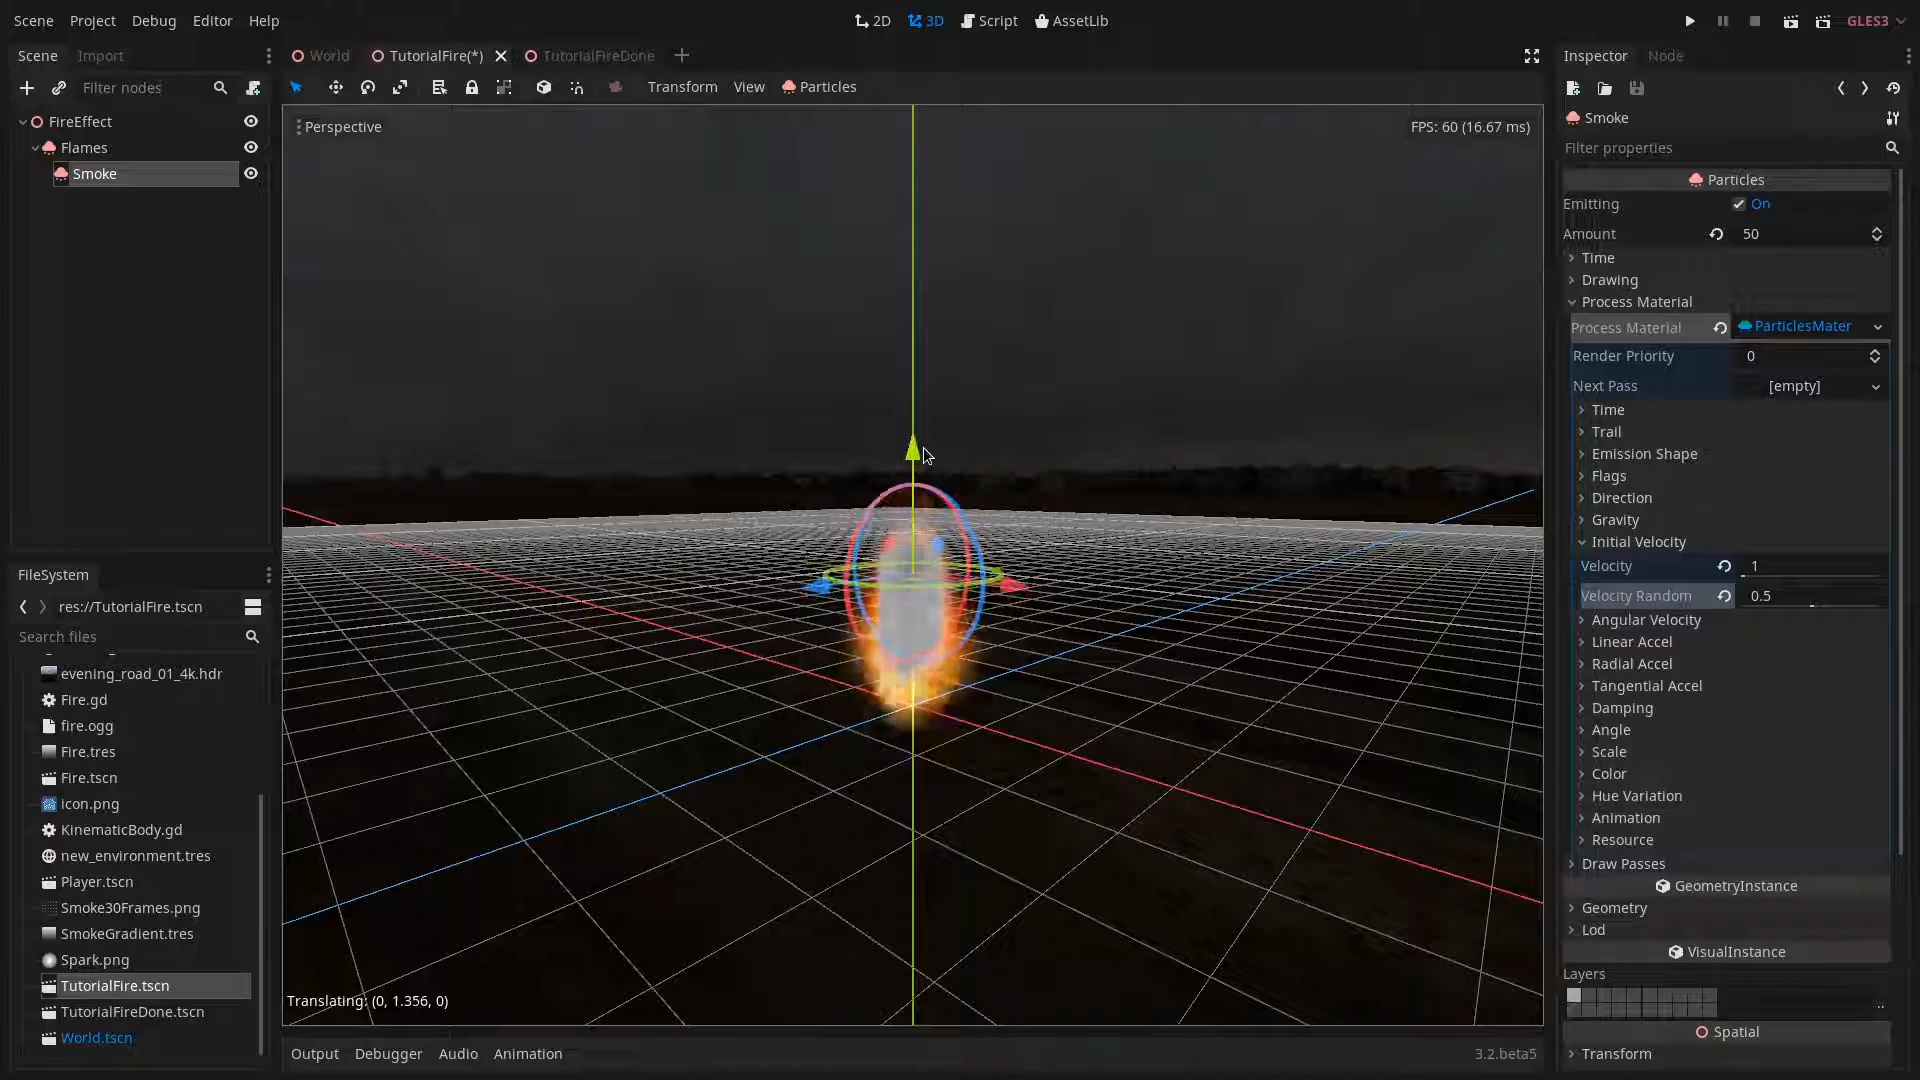 Scene Project Debug Editor Help
2D 3D Script AssetLib
GLES3
Scene Import
World TutorialFire(*) TutorialFireDone
Inspector Node
Filter nodes
Transform View Particles
FireEffect
Flames
Smoke
Perspective
FPS: 60 (16.67 ms)
Translating: (0, 1.356, 0)
FileSystem
res://TutorialFire.tscn
Search files
evening_road_01_4k.hdr
Fire.gd
fire.ogg
Fire.tres
Fire.tscn
icon.png
KinematicBody.gd
new_environment.tres
Player.tscn
Smoke30Frames.png
SmokeGradient.tres
Spark.png
TutorialFire.tscn
TutorialFireDone.tscn
World.tscn
Output Debugger Audio Animation
3.2.beta5
Smoke
Filter properties
Particles
Emitting On
Amount 50
Time
Drawing
Process Material
Process Material ParticlesMater
Render Priority 0
Next Pass [empty]
Time
Trail
Emission Shape
Flags
Direction
Gravity
Initial Velocity
Velocity 1
Velocity Random 0.5
Angular Velocity
Linear Accel
Radial Accel
Tangential Accel
Damping
Angle
Scale
Color
Hue Variation
Animation
Resource
Draw Passes
GeometryInstance
Geometry
Lod
VisualInstance
Layers
..
Spatial
Transform